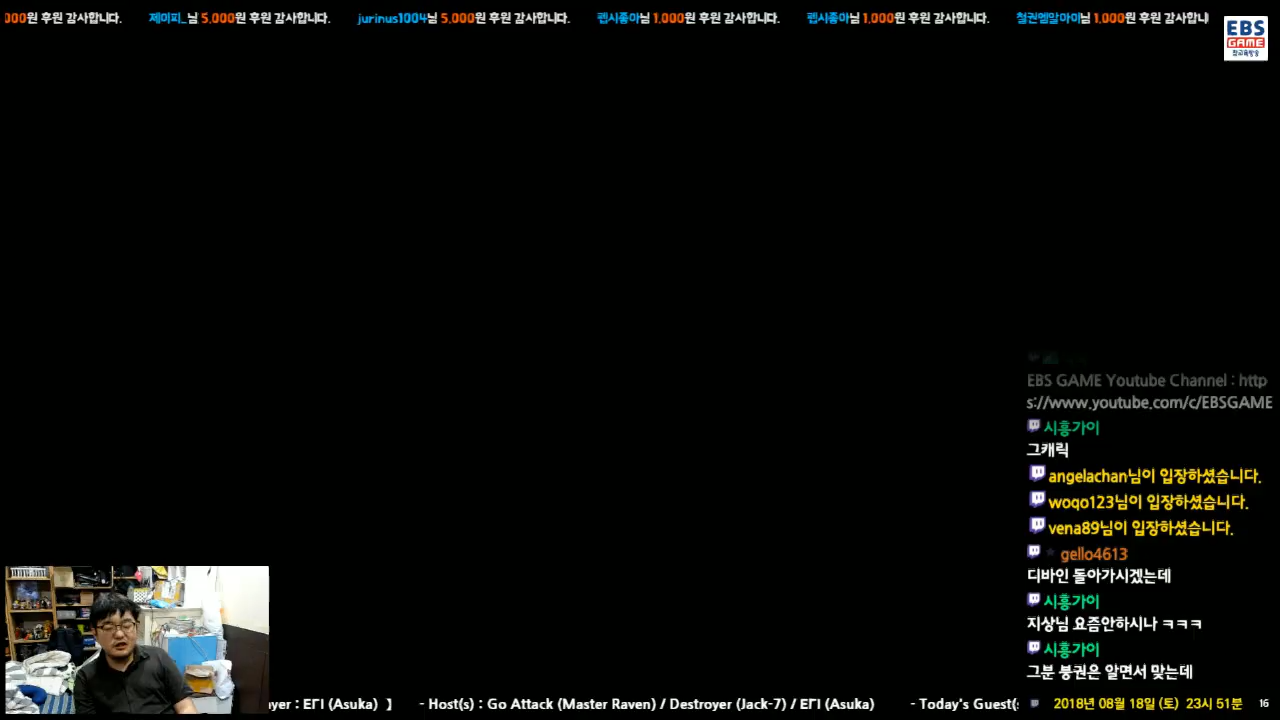 000원 후원 감사합니다. 제이피_님 5,000원 후원 감사합니다. jurinus1004님 5,000원 후원 감사합니다. 펩시좋아님 1,000원 후원 감사합니다. 펩시좋아님 1,000원 후원 감사합니다. 철권엠알아이님 1,000원 후원 감사합니
EBS
GAME
참교육방송
EBS GAME Youtube Channel : http
s://www.youtube.com/c/EBSGAME
시흥가이
그캐릭
angelachan님이 입장하셨습니다.
woqo123님이 입장하셨습니다.
vena89님이 입장하셨습니다.
gello4613
디바인 돌아가시겠는데
시흥가이
지상님 요즘안하시나 ㅋㅋㅋ
시흥가이
그분 붕권은 알면서 맞는데
ayer : EГI (Asuka) 】 - Host(s) : Go Attack (Master Raven) / Destroyer (Jack-7) / EГI (Asuka) - Today's Guest(s
2018년 08월 18일 (토) 23시 51분 16